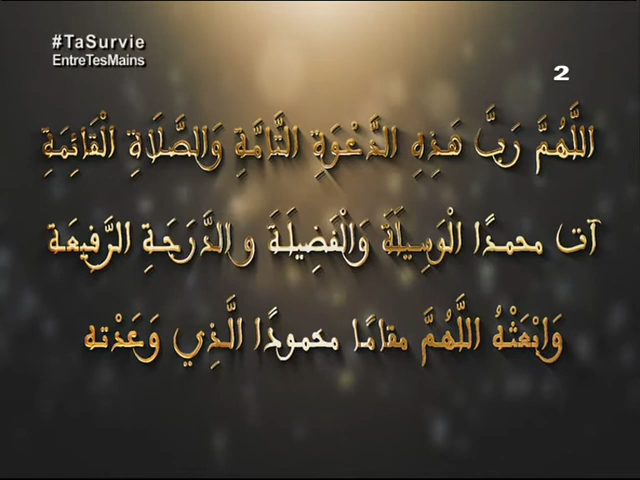 #TaSurvie
EntreTesMains
2
اللَّهُمَّ رَبَّ هَذِهِ الدَّعْوَةِ التَّامَّةِ وَالصَّلَاةِ الْقَائِمَةِ
آت محمدًا الْوَسِيلَةَ وَالْفَضِيلَةَ والدَّرَجَةِ الرَّفِيعَة
وَابْعَثْهُ اللَّهُمَّ مقامًا محمودًا الَّذِي وَعَدْته